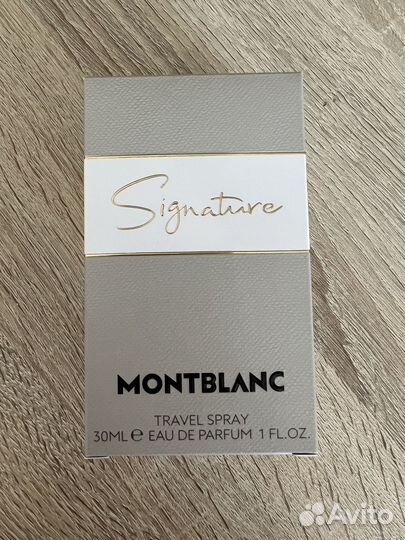 Signature
MONTBLANC
TRAVEL SPRAY
30ML ℮ EAU DE PARFUM 1 FL.OZ.
Avito